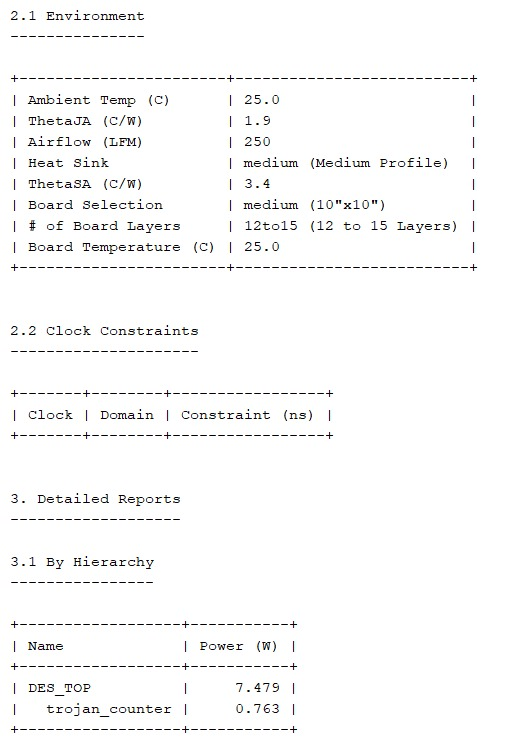 2.1 Environment
---------------
+------------------------+--------------------------+
| Ambient Temp (C)       | 25.0                     |
| ThetaJA (C/W)          | 1.9                      |
| Airflow (LFM)          | 250                      |
| Heat Sink              | medium (Medium Profile)  |
| ThetaSA (C/W)          | 3.4                      |
| Board Selection        | medium (10"x10")         |
| # of Board Layers      | 12to15 (12 to 15 Layers) |
| Board Temperature (C)  | 25.0                     |
+------------------------+--------------------------+
2.2 Clock Constraints
---------------------
+-------+--------+-----------------+
| Clock | Domain | Constraint (ns) |
+-------+--------+-----------------+
3. Detailed Reports
-------------------
3.1 By Hierarchy
----------------
+------------------+-----------+
| Name             | Power (W) |
+------------------+-----------+
| DES_TOP          |     7.479 |
|   trojan_counter |     0.763 |
+------------------+-----------+